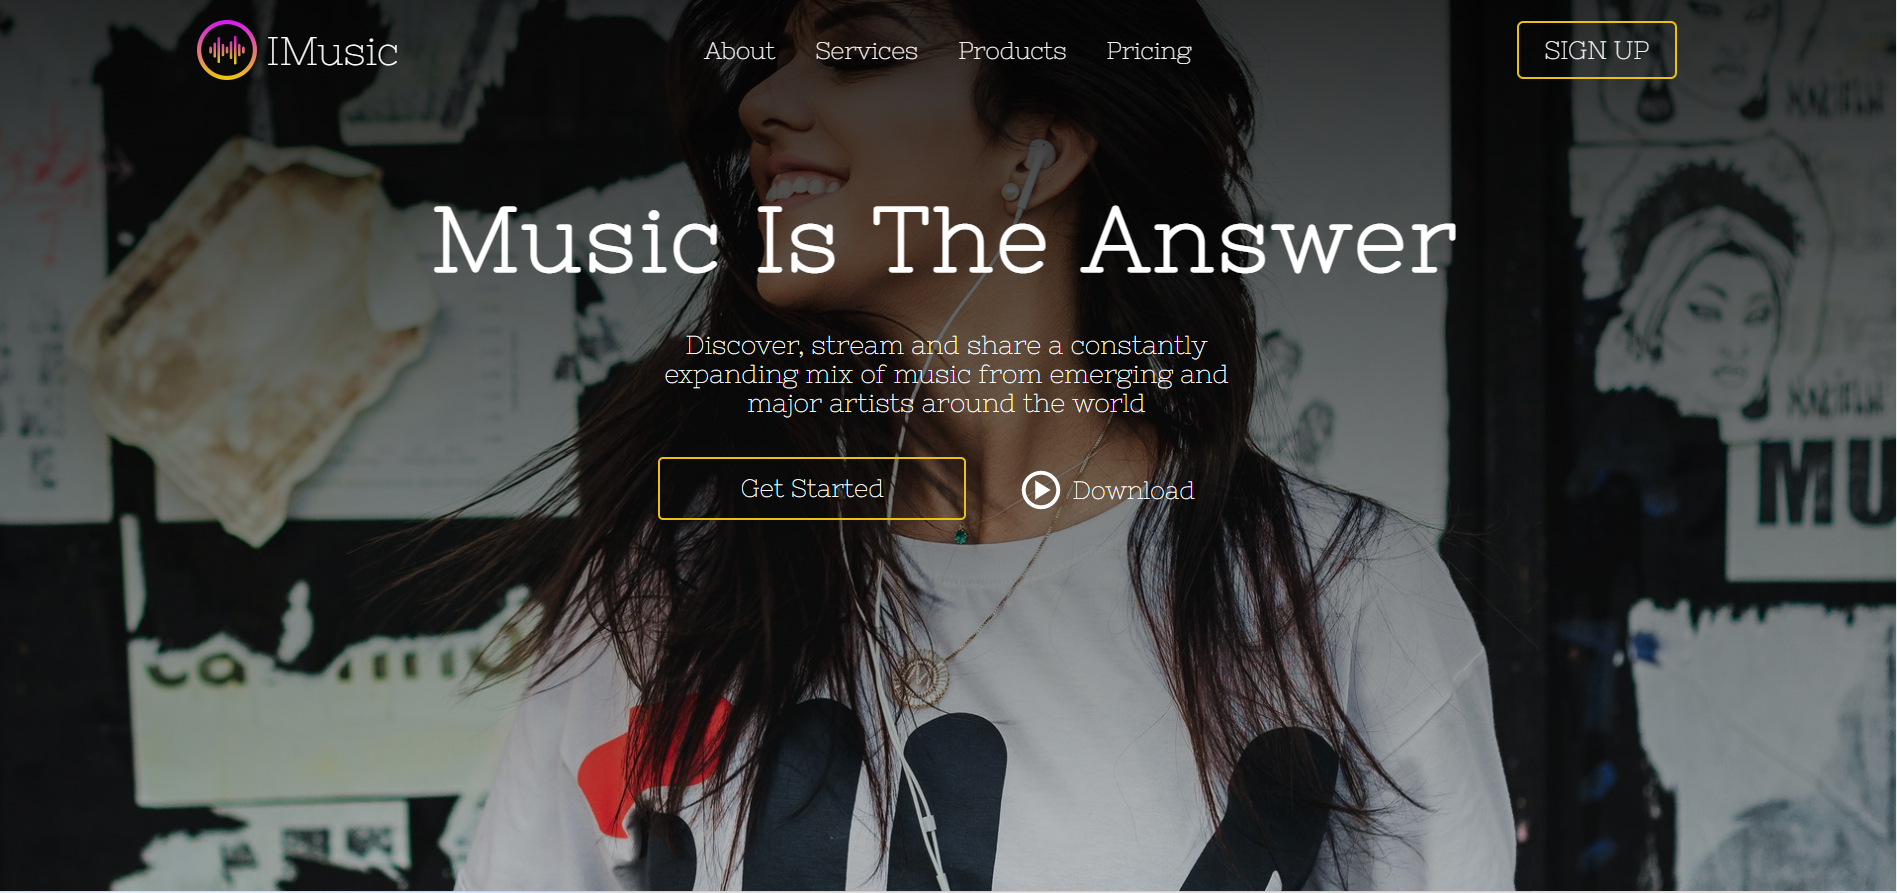 IMusic
About Services Products Pricing
SIGN UP
Music Is The Answer
Discover, stream and share a constantly
expanding mix of music from emerging and
major artists around the world
Get Started
Download
MU